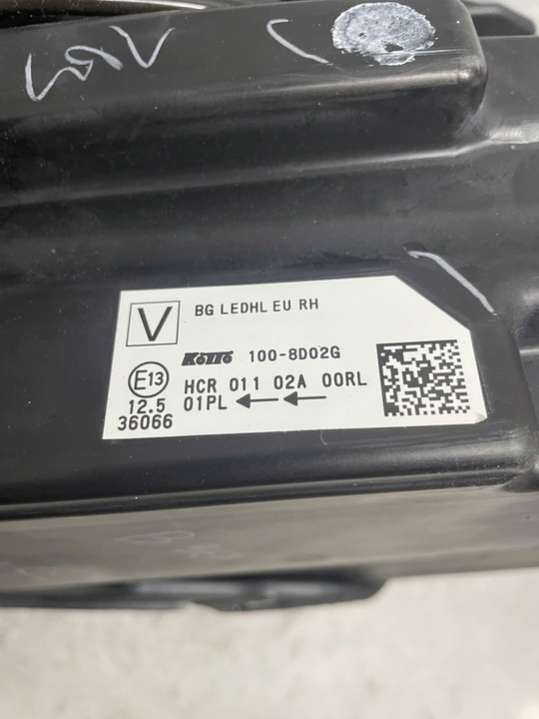 V
BG LEDHL EU RH
KOITO 100-8D02G
E13
HCR 011 02A 00RL
12.5
01PL ←←
36066